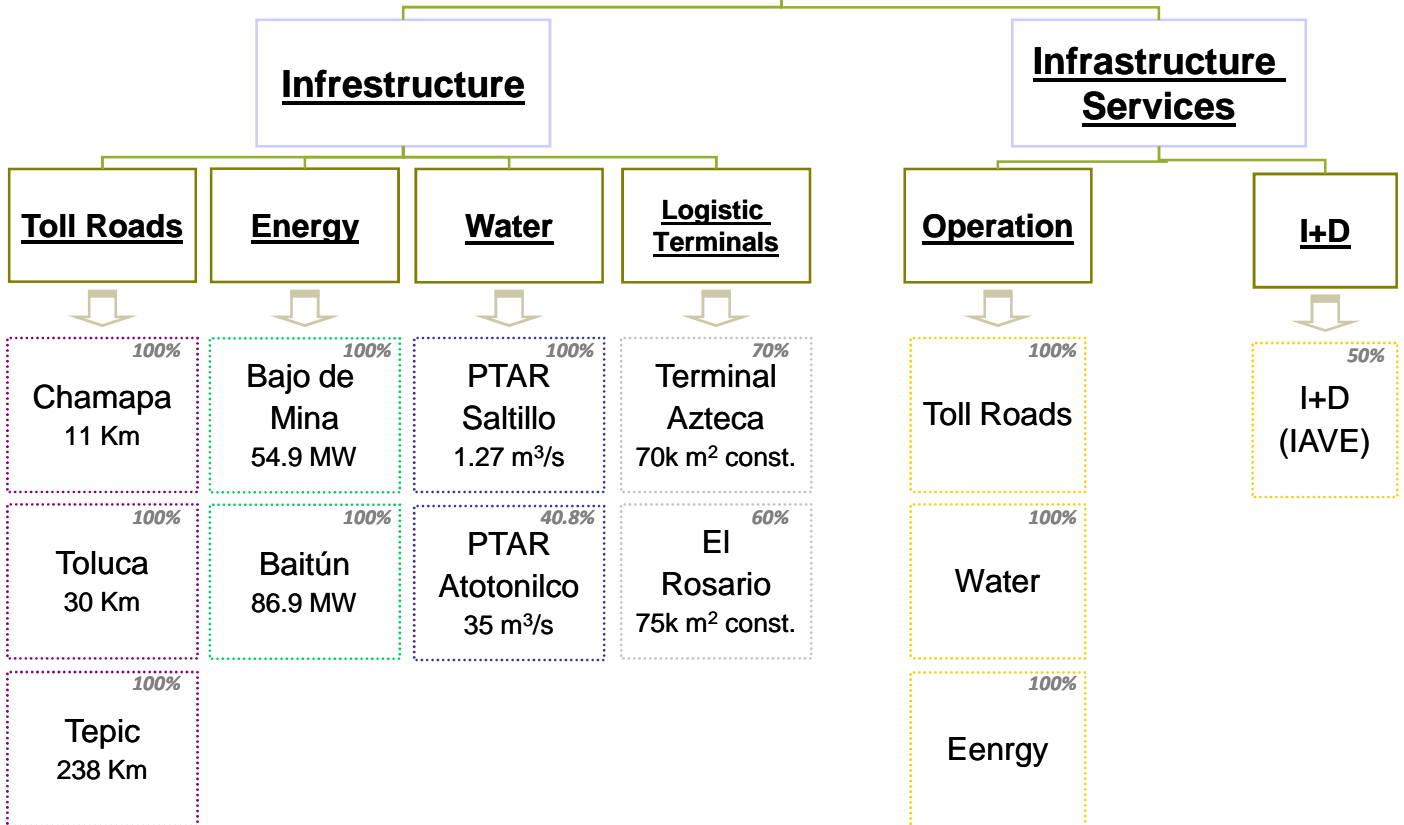 Infrestructure
Infrastructure
Services
Toll Roads
Energy
Water
Logistic
Terminals
Operation
I+D
100%
Chamapa
11 Km
100%
Toluca
30 Km
100%
Tepic
238 Km
100%
Bajo de
Mina
54.9 MW
100%
Baitún
86.9 MW
100%
PTAR
Saltillo
1.27 m³/s
40.8%
PTAR
Atotonilco
35 m³/s
70%
Terminal
Azteca
70k m² const.
60%
El
Rosario
75k m² const.
100%
Toll Roads
100%
Water
100%
Eenrgy
50%
I+D
(IAVE)